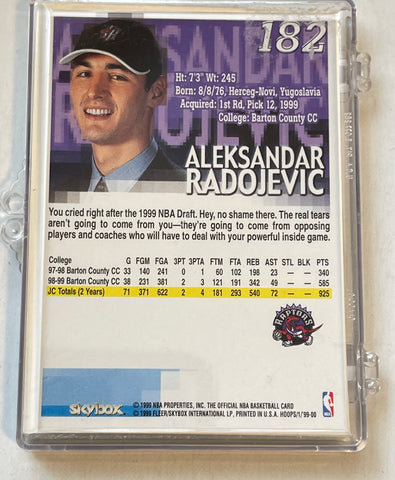 182
ALEKSANDAR
RADOJEVIC
Ht: 7'3" Wt: 245
Born: 8/8/76, Herceg-Novi, Yugoslavia
Acquired: 1st Rd, Pick 12, 1999
College: Barton County CC
ALEKSANDAR
RADOJEVIC
You cried right after the 1999 NBA Draft. Hey, no shame there. The real tears
aren't going to come from you—they're going to come from opposing
players and coaches who will have to deal with your powerful inside game.
College G FGM FGA 3PT 3PTA FTM FTA REB AST STL BLK PTS
97-98 Barton County CC 33 140 241 0 1 60 102 198 23 — — 340
98-99 Barton County CC 38 231 381 2 3 121 191 342 49 — — 585
JC Totals (2 Years) 71 371 622 2 4 181 293 540 72 — — 925
RAPTORS
SKYBOX
© 1999 NBA PROPERTIES, INC. THE OFFICIAL NBA BASKETBALL CARD
© 1999 FLEER/SKYBOX INTERNATIONAL LP, PRINTED IN U.S.A. HOOPS/1/'99-00
NBA